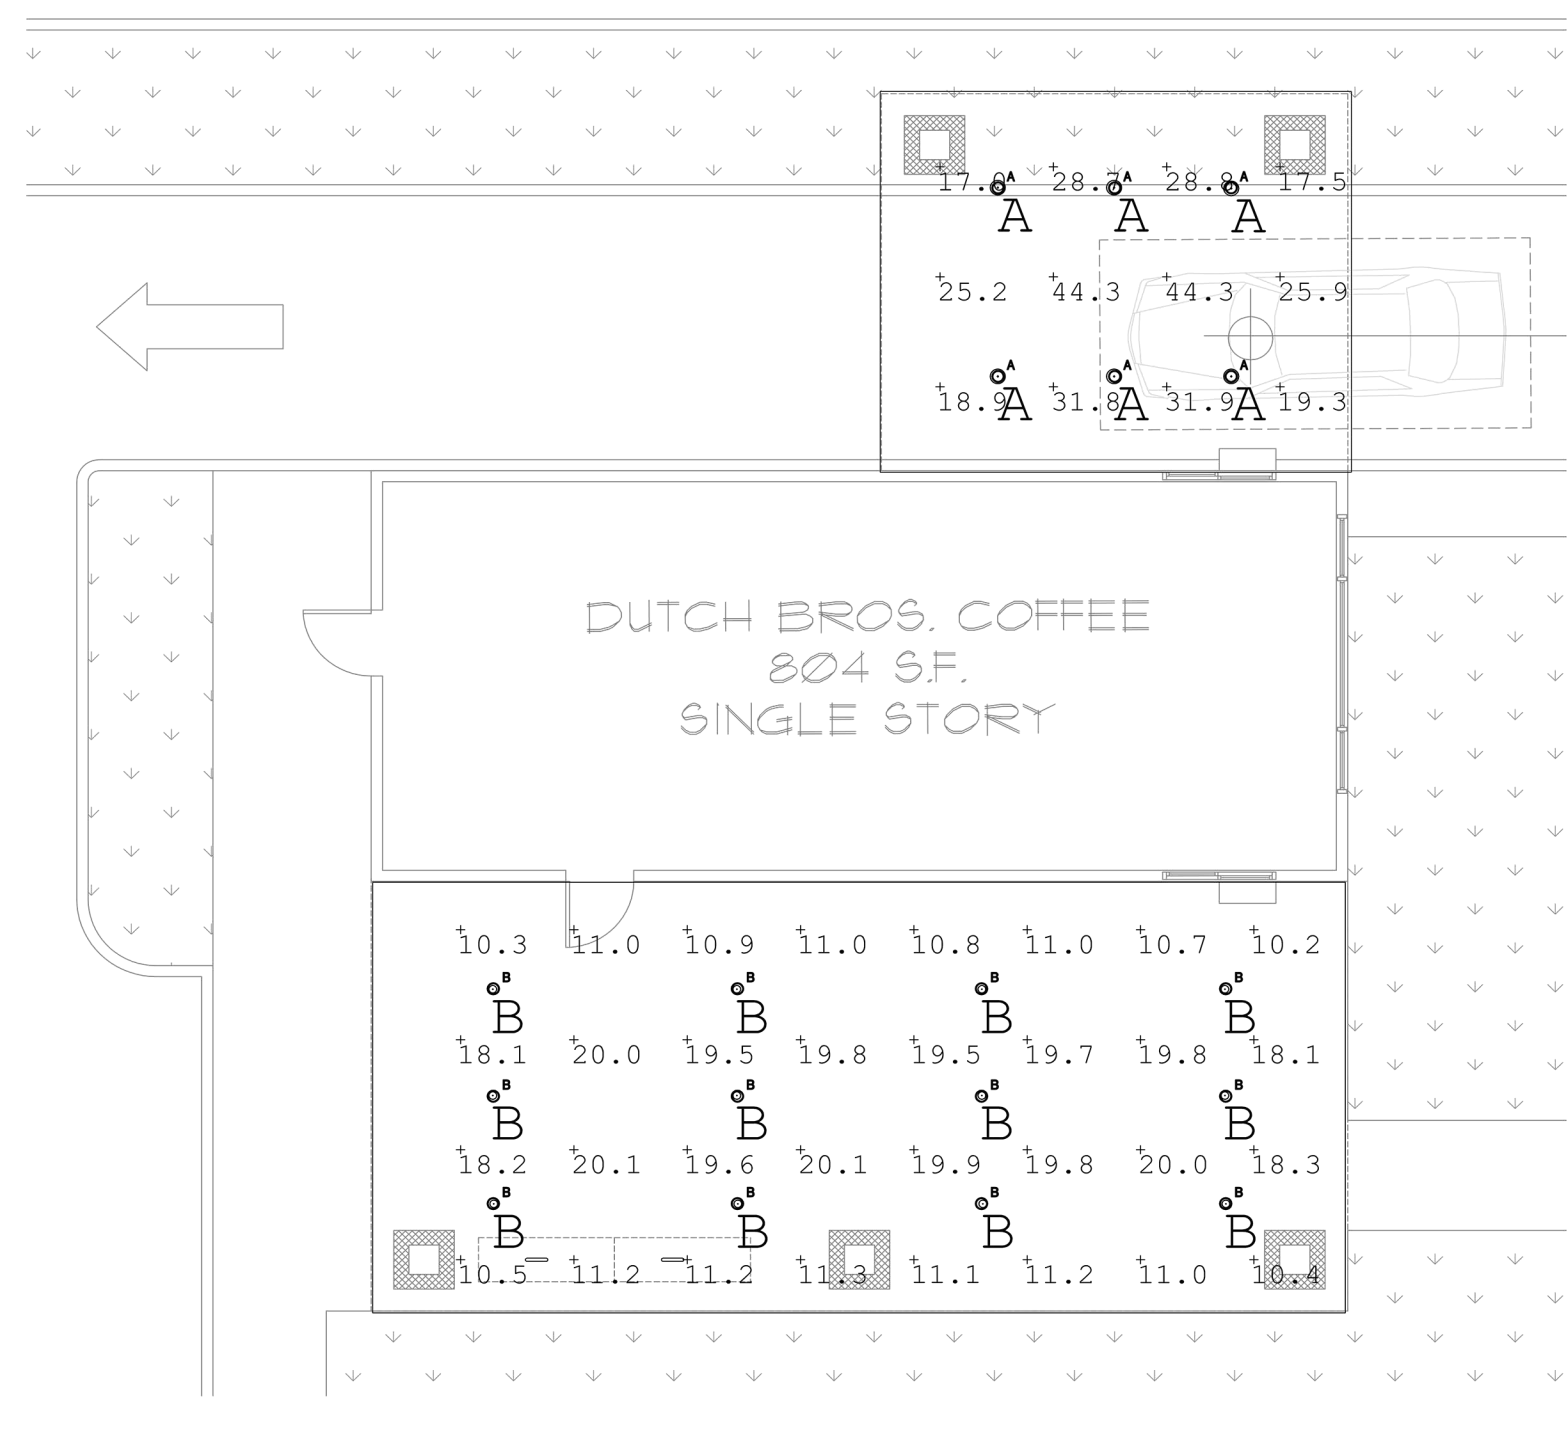 A A A
17.0 28.7 28.8 17.5
A A A
25.2 44.3 44.3 25.9
A A A
18.9 31.8 31.9 19.3
A A A
DUTCH BROS. COFFEE
804 S.F.
SINGLE STORY
10.3 11.0 10.9 11.0 10.8 11.0 10.7 10.2
B B B B
B B B B
18.1 20.0 19.5 19.8 19.5 19.7 19.8 18.1
B B B B
B B B B
18.2 20.1 19.6 20.1 19.9 19.8 20.0 18.3
B B B B
B B B B
10.5 11.2 11.2 11.3 11.1 11.2 11.0 10.4